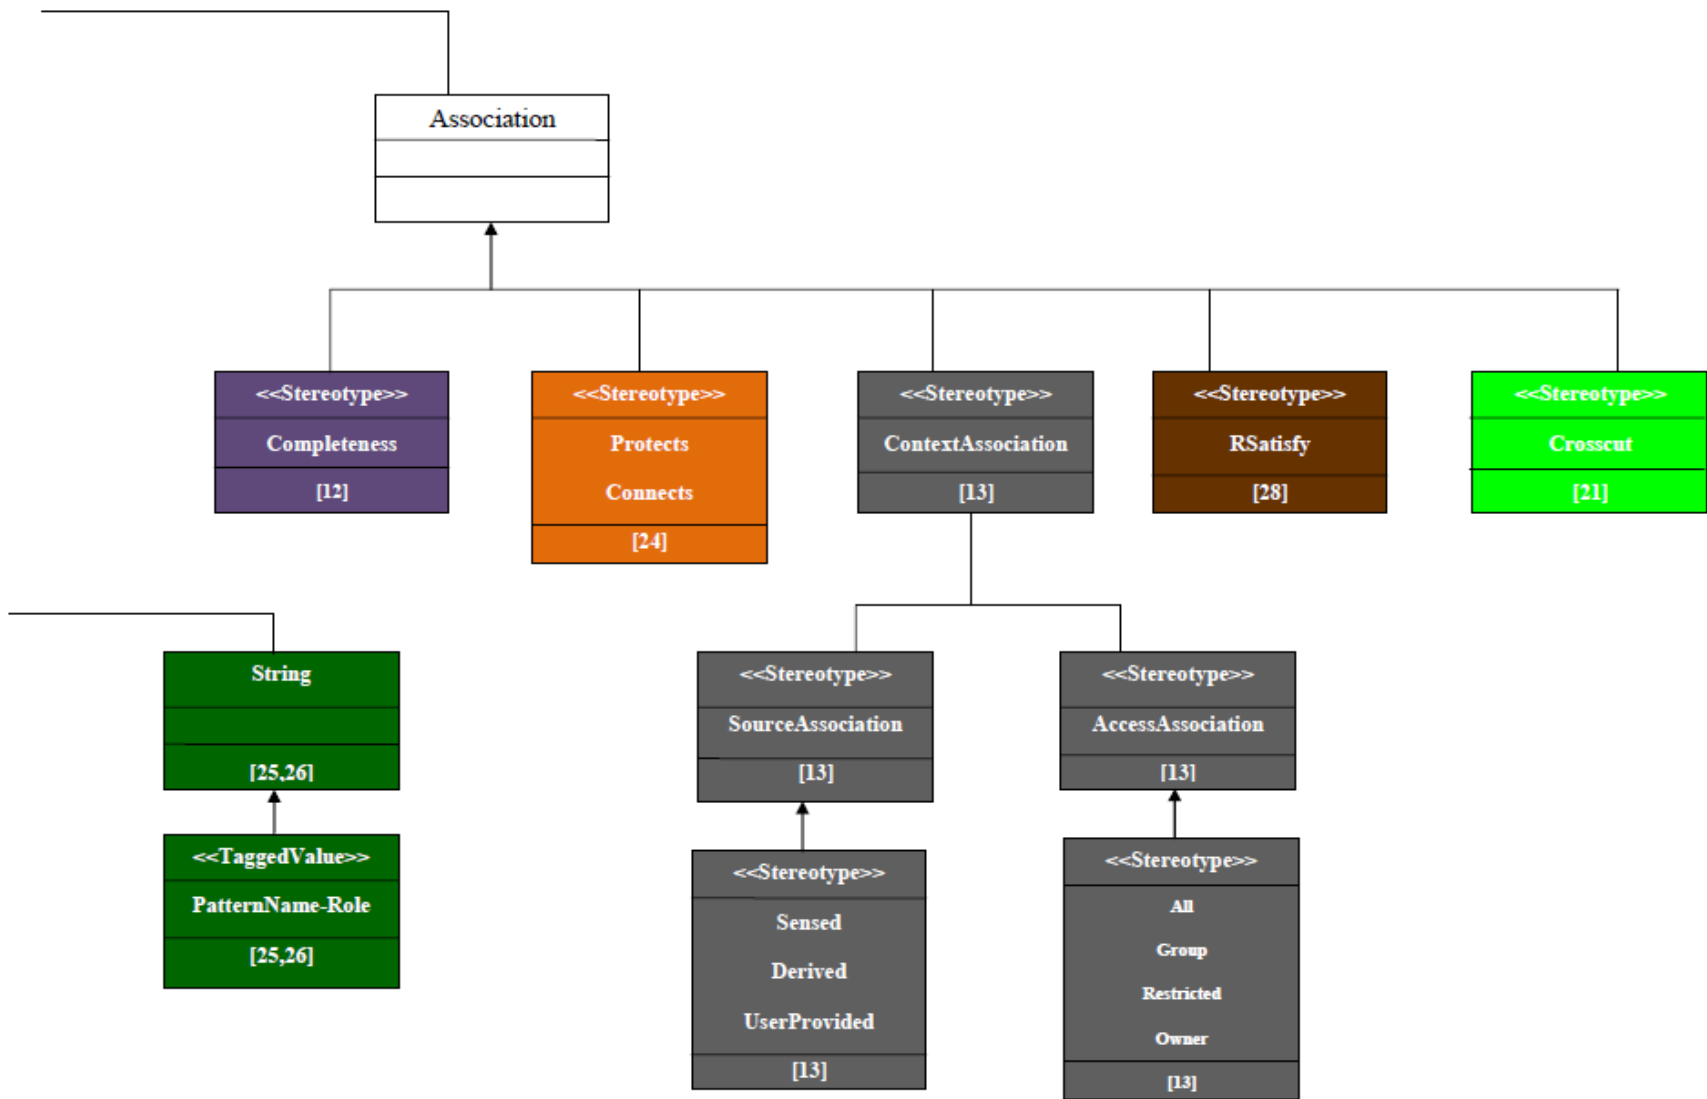 Association
<<Stereotype>>
Completeness
[12]
<<Stereotype>>
Protects
Connects
[24]
<<Stereotype>>
ContextAssociation
[13]
<<Stereotype>>
RSatisfy
[28]
<<Stereotype>>
Crosscut
[21]
String
[25,26]
<<TaggedValue>>
PatternName-Role
[25,26]
<<Stereotype>>
SourceAssociation
[13]
<<Stereotype>>
Sensed
Derived
UserProvided
[13]
<<Stereotype>>
AccessAssociation
[13]
<<Stereotype>>
All
Group
Restricted
Owner
[13]